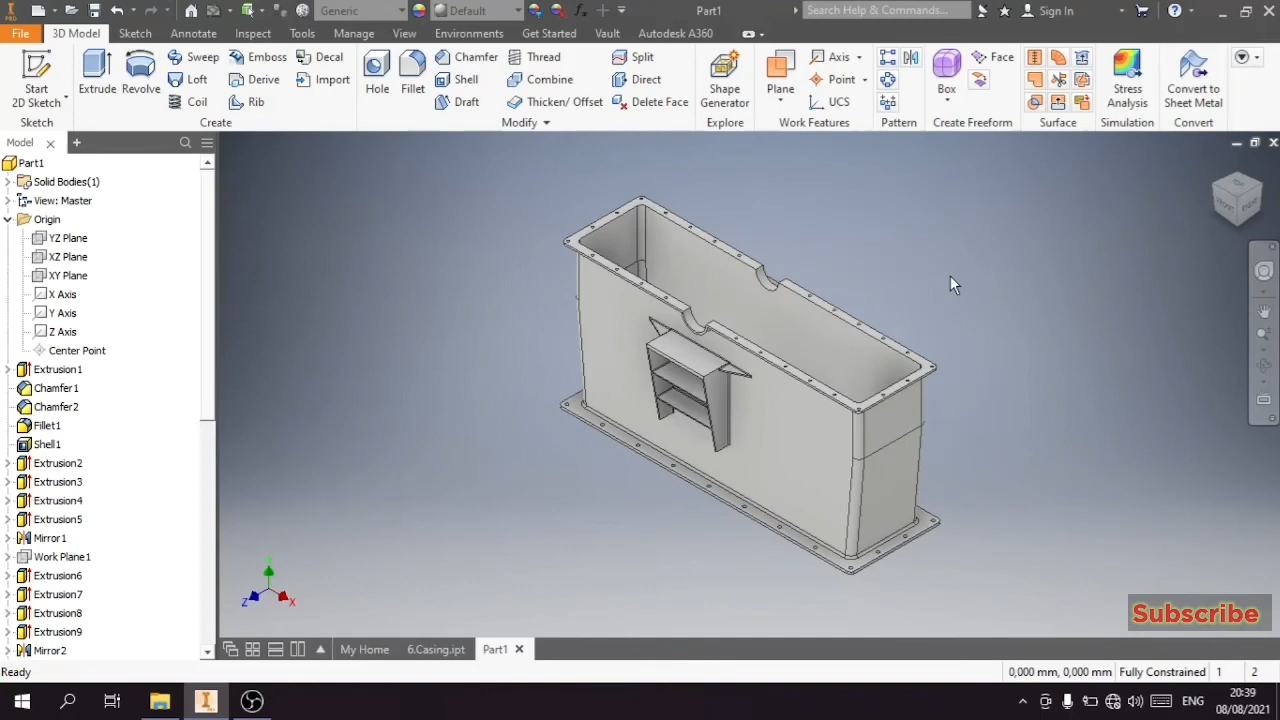 PRO
Generic
Default
Part1
Search Help & Commands...
Sign In
File
3D Model
Sketch
Annotate
Inspect
Tools
Manage
View
Environments
Get Started
Vault
Autodesk A360
Start
2D Sketch
Extrude
Revolve
Sweep
Emboss
Decal
Loft
Derive
Import
Coil
Rib
Hole
Fillet
Chamfer
Thread
Split
Shell
Combine
Direct
Draft
Thicken/ Offset
Delete Face
Shape
Generator
Plane
Axis
Point
UCS
Box
Face
Stress
Analysis
Convert to
Sheet Metal
Sketch
Create
Modify
Explore
Work Features
Pattern
Create Freeform
Surface
Simulation
Convert
Model
Part1
Solid Bodies(1)
View: Master
Origin
YZ Plane
XZ Plane
XY Plane
X Axis
Y Axis
Z Axis
Center Point
Extrusion1
Chamfer1
Chamfer2
Fillet1
Shell1
Extrusion2
Extrusion3
Extrusion4
Extrusion5
Mirror1
Work Plane1
Extrusion6
Extrusion7
Extrusion8
Extrusion9
Mirror2
Z
X
Subscribe
My Home
6.Casing.ipt
Part1
Ready
0,000 mm, 0,000 mm
Fully Constrained
1
2
ENG
20:39
08/08/2021